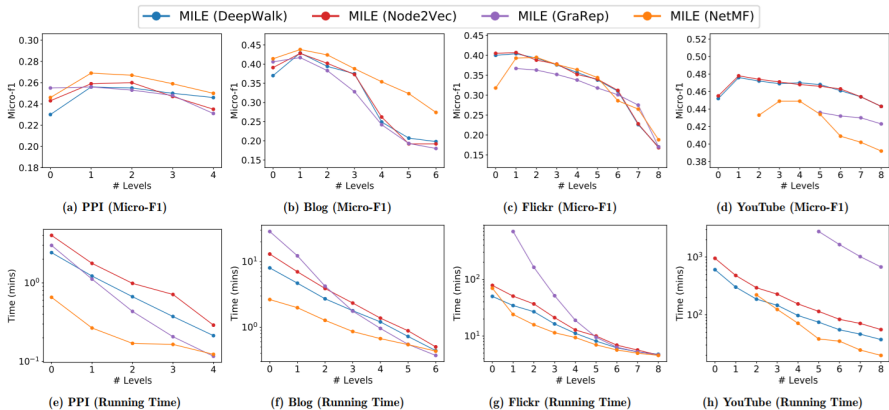 MILE (DeepWalk) MILE (Node2Vec) MILE (GraRep) MILE (NetMF)
Micro-f1
0.30
0.28
0.26
0.24
0.22
0.20
0.18
0 1 2 3 4
# Levels
(a) PPI (Micro-F1)
Micro-f1
0.45
0.40
0.35
0.30
0.25
0.20
0.15
0 1 2 3 4 5 6
# Levels
(b) Blog (Micro-F1)
Micro-f1
0.45
0.40
0.35
0.30
0.25
0.20
0.15
0 1 2 3 4 5 6 7 8
# Levels
(c) Flickr (Micro-F1)
Micro-f1
0.52
0.50
0.48
0.46
0.44
0.42
0.40
0.38
0 1 2 3 4 5 6 7 8
# Levels
(d) YouTube (Micro-F1)
Time (mins)
10⁰
10⁻¹
0 1 2 3 4
# Levels
(e) PPI (Running Time)
Time (mins)
10¹
10⁰
0 1 2 3 4 5 6
# Levels
(f) Blog (Running Time)
Time (mins)
10²
10¹
0 1 2 3 4 5 6 7 8
# Levels
(g) Flickr (Running Time)
Time (mins)
10³
10²
0 1 2 3 4 5 6 7 8
# Levels
(h) YouTube (Running Time)